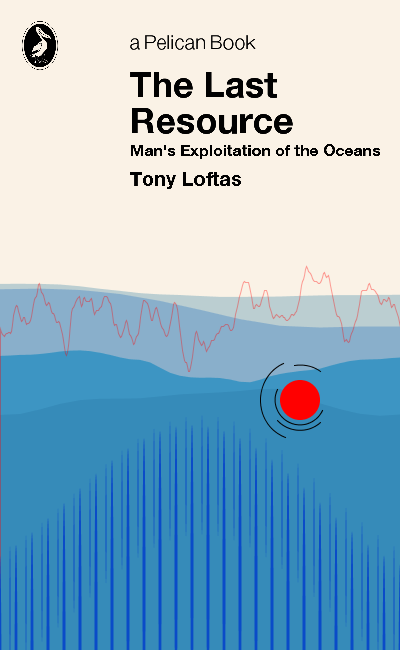 a Pelican Book
The Last
Resource
Man's Exploitation of the Oceans
Tony Loftas